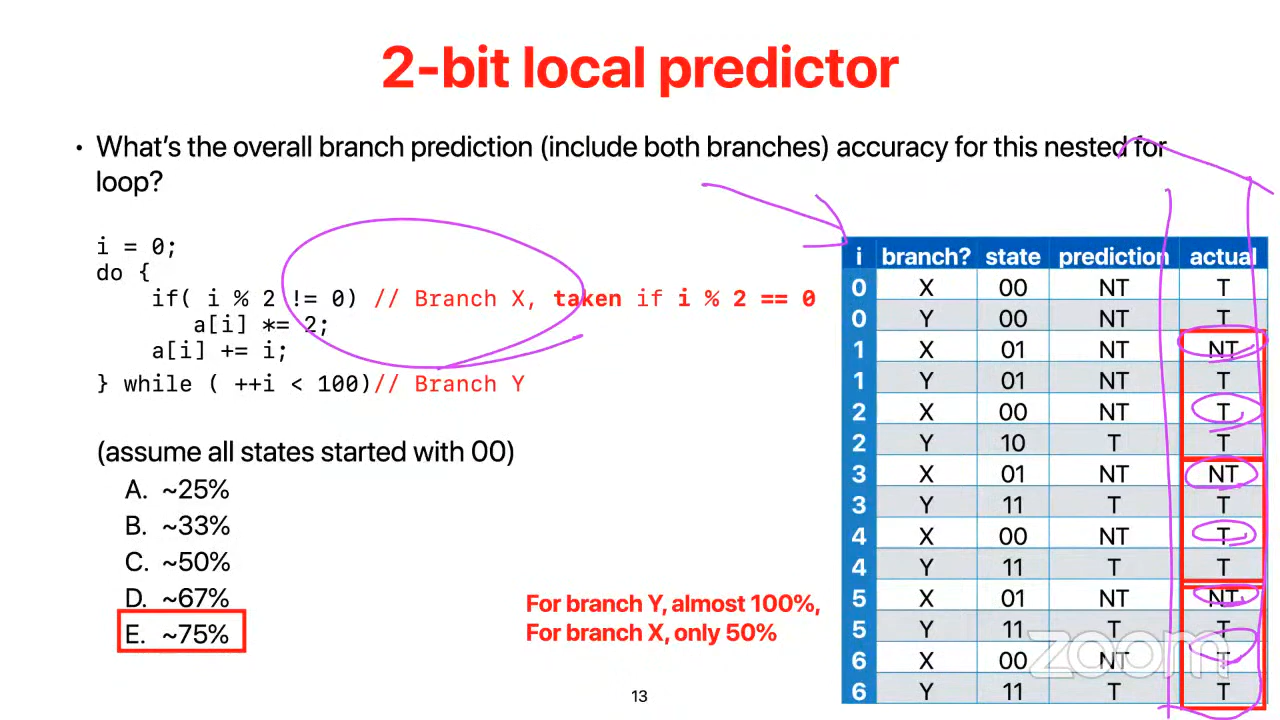 2-bit local predictor
• What's the overall branch prediction (include both branches) accuracy for this nested for
loop?
i = 0;
do {
if( i % 2 != 0) // Branch X, taken if i % 2 == 0
a[i] *= 2;
a[i] += i;
} while ( ++i < 100)// Branch Y
(assume all states started with 00)
A. ~25%
B. ~33%
C. ~50%
D. ~67%
E. ~75%
For branch Y, almost 100%,
For branch X, only 50%
i branch? state prediction actual
0 X 00 NT T
0 Y 00 NT T
1 X 01 NT NT
1 Y 01 NT T
2 X 00 NT T
2 Y 10 T T
3 X 01 NT NT
3 Y 11 T T
4 X 00 NT T
4 Y 11 T T
5 X 01 NT NT
5 Y 11 T T
6 X 00 NT T
6 Y 11 T T
zoom
13